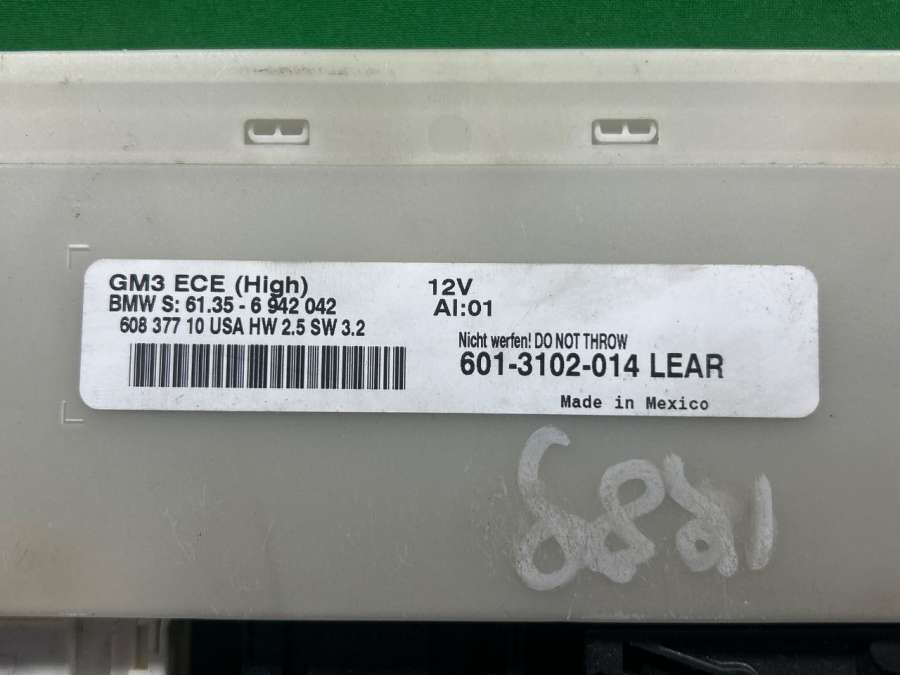 GM3 ECE (High)
BMW S: 61.35 - 6 942 042
608 377 10 USA HW 2.5 SW 3.2
12V
AI:01
Nicht werfen! DO NOT THROW
601-3102-014 LEAR
Made in Mexico